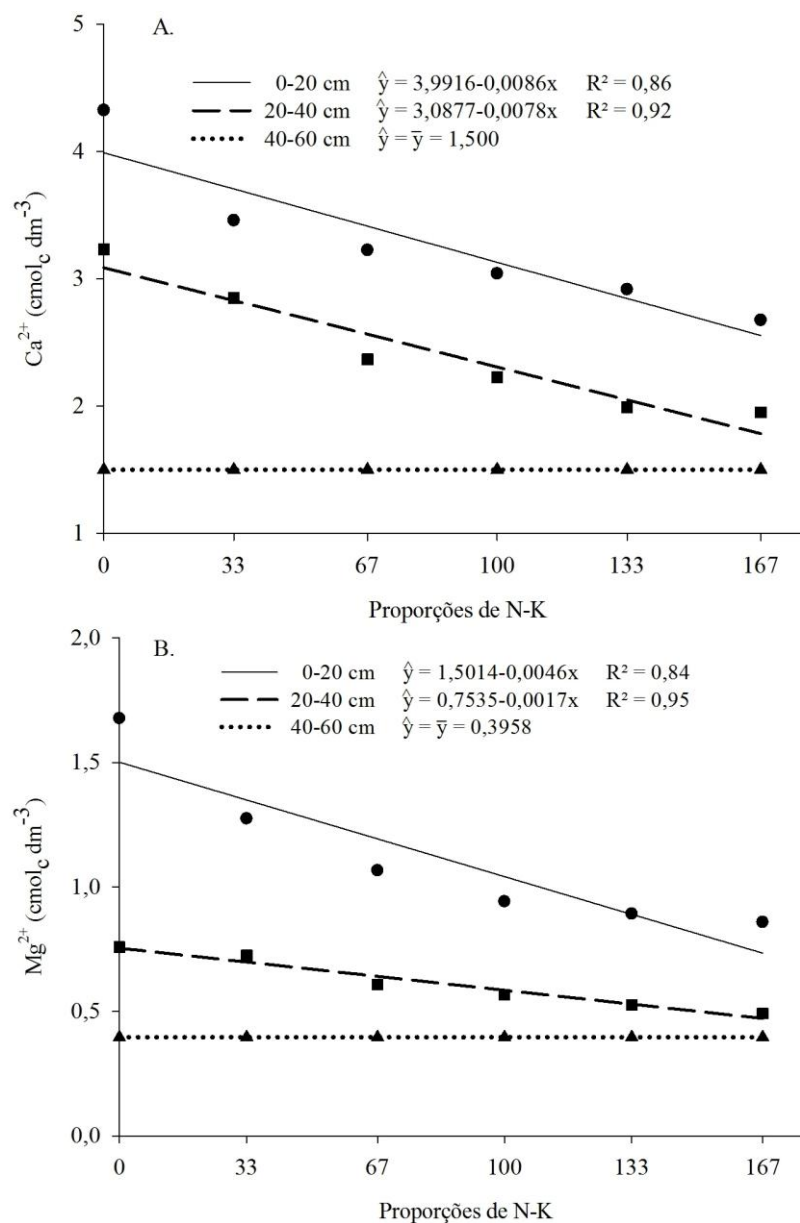 A.
0-20 cm ŷ = 3,9916-0,0086x R² = 0,86
20-40 cm ŷ = 3,0877-0,0078x R² = 0,92
40-60 cm ŷ = y̅ = 1,500
5
4
3
2
1
Ca²⁺ (cmol_c dm⁻³)
0 33 67 100 133 167
Proporções de N-K
B.
0-20 cm ŷ = 1,5014-0,0046x R² = 0,84
20-40 cm ŷ = 0,7535-0,0017x R² = 0,95
40-60 cm ŷ = y̅ = 0,3958
2,0
1,5
1,0
0,5
0,0
Mg²⁺ (cmol_c dm⁻³)
0 33 67 100 133 167
Proporções de N-K